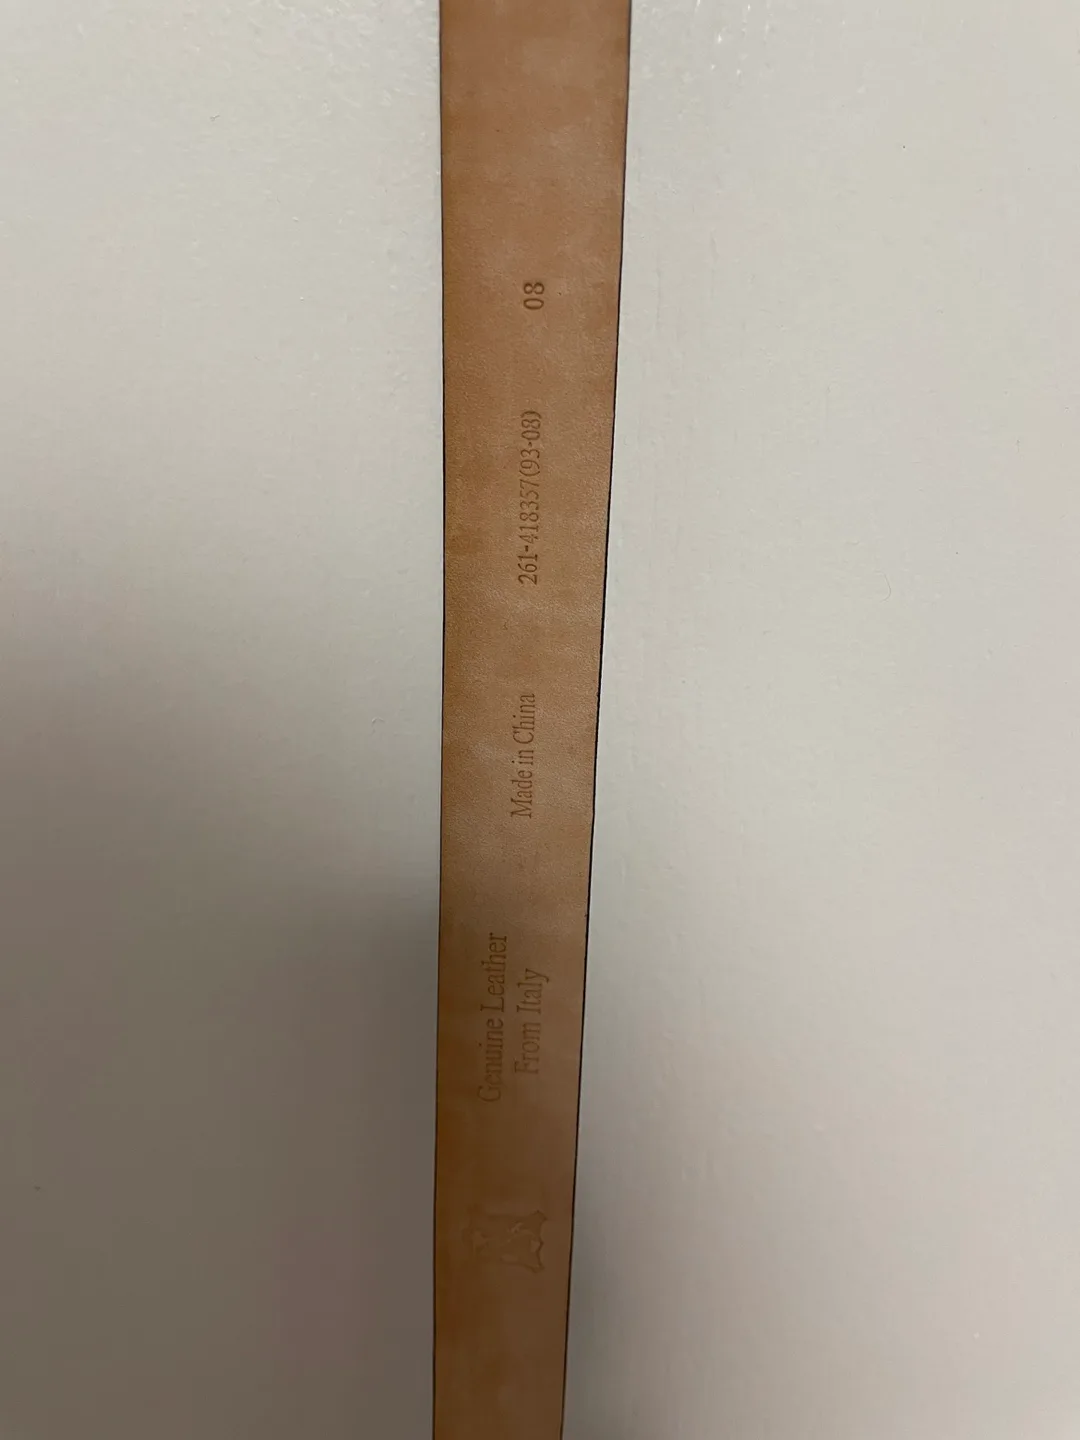 Genuine Leather
From Italy
Made in China
261-418357(93-08)
08